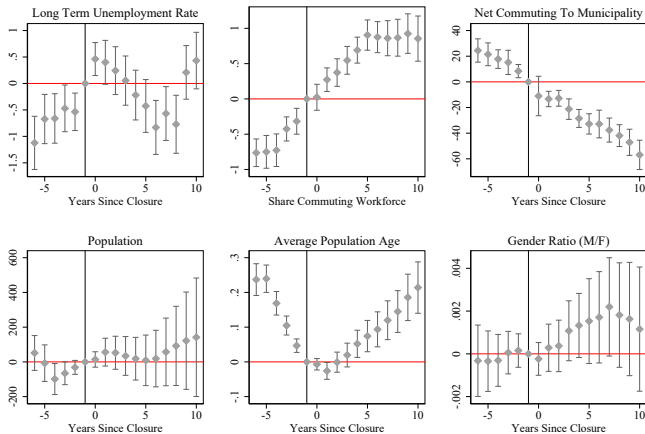 Long Term Unemployment Rate
1
.5
0
-.5
-1
-1.5
-5 0 5 10
Years Since Closure
1
.5
0
-.5
-1
-5 0 5 10
Share Commuting Workforce
Net Commuting To Municipality
40
20
0
-20
-40
-60
-5 0 5 10
Years Since Closure
Population
600
400
200
0
-200
-5 0 5 10
Years Since Closure
Average Population Age
.3
.2
.1
0
-.1
-5 0 5 10
Years Since Closure
Gender Ratio (M/F)
.004
.002
0
-.002
-5 0 5 10
Years Since Closure